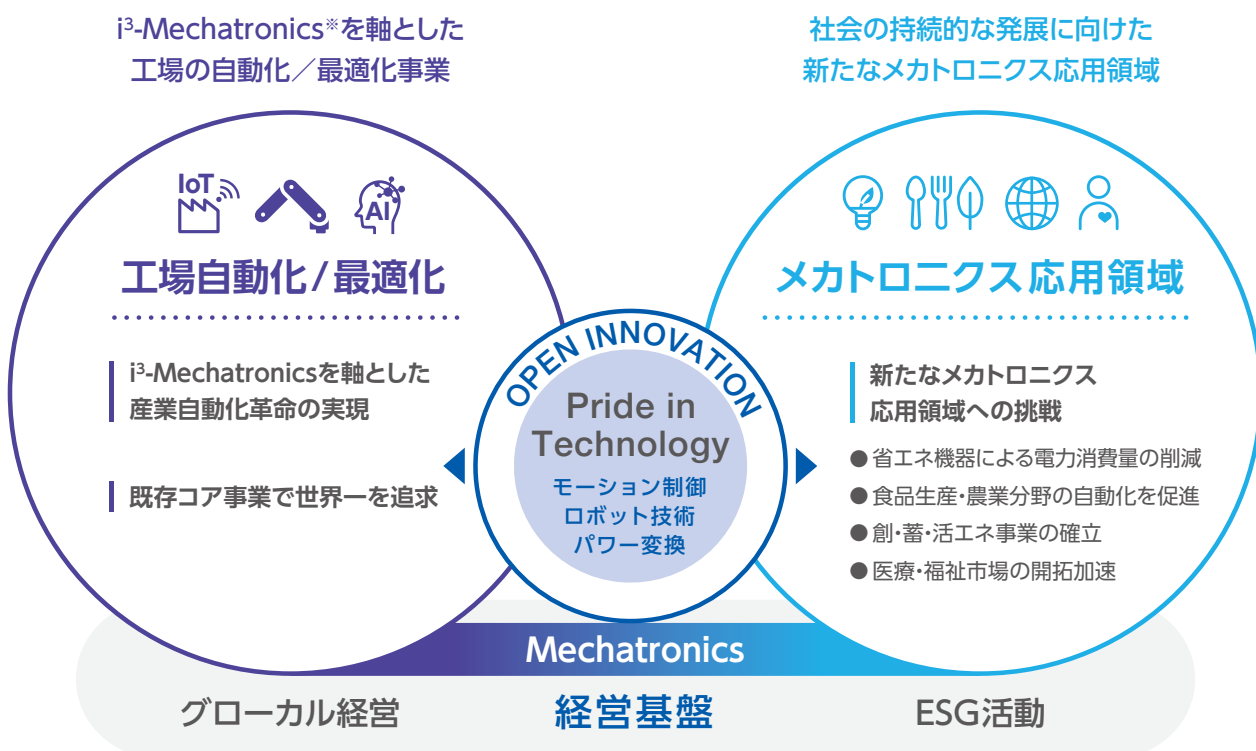 i³-Mechatronics※を軸とした
工場の自動化／最適化事業
社会の持続的な発展に向けた
新たなメカトロニクス応用領域
IoT
AI
工場自動化/最適化
i³-Mechatronicsを軸とした
産業自動化革命の実現
既存コア事業で世界一を追求
OPEN INNOVATION
Pride in
Technology
モーション制御
ロボット技術
パワー変換
メカトロニクス応用領域
新たなメカトロニクス
応用領域への挑戦
●省エネ機器による電力消費量の削減
●食品生産・農業分野の自動化を促進
●創・蓄・活エネ事業の確立
●医療・福祉市場の開拓加速
Mechatronics
グローカル経営
経営基盤
ESG活動